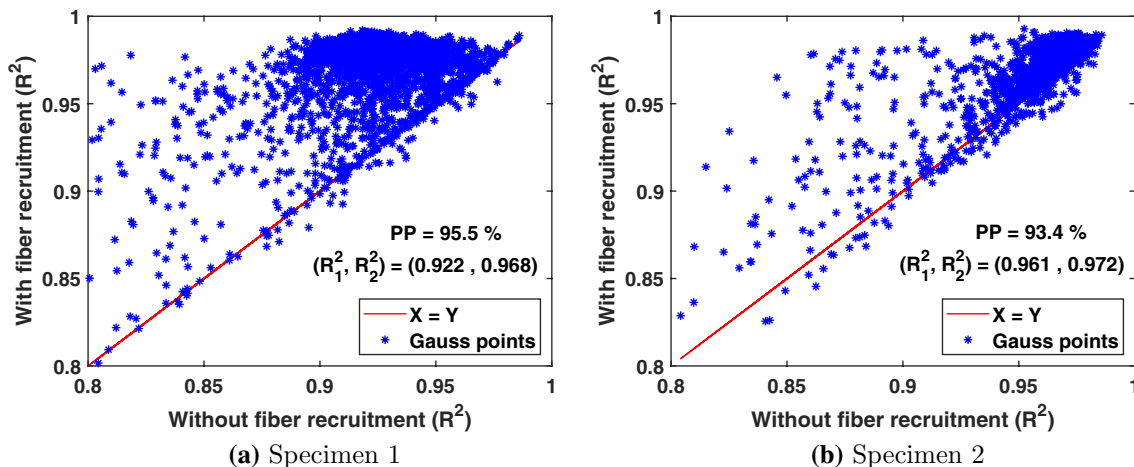 1
0.95
0.9
0.85
0.8
With fiber recruitment (R²)
PP = 95.5 %
(R₁², R₂²) = (0.922 , 0.968)
X = Y
Gauss points
0.8 0.85 0.9 0.95 1
Without fiber recruitment (R²)
(a) Specimen 1
1
0.95
0.9
0.85
0.8
With fiber recruitment (R²)
PP = 93.4 %
(R₁², R₂²) = (0.961 , 0.972)
X = Y
Gauss points
0.8 0.85 0.9 0.95 1
Without fiber recruitment (R²)
(b) Specimen 2